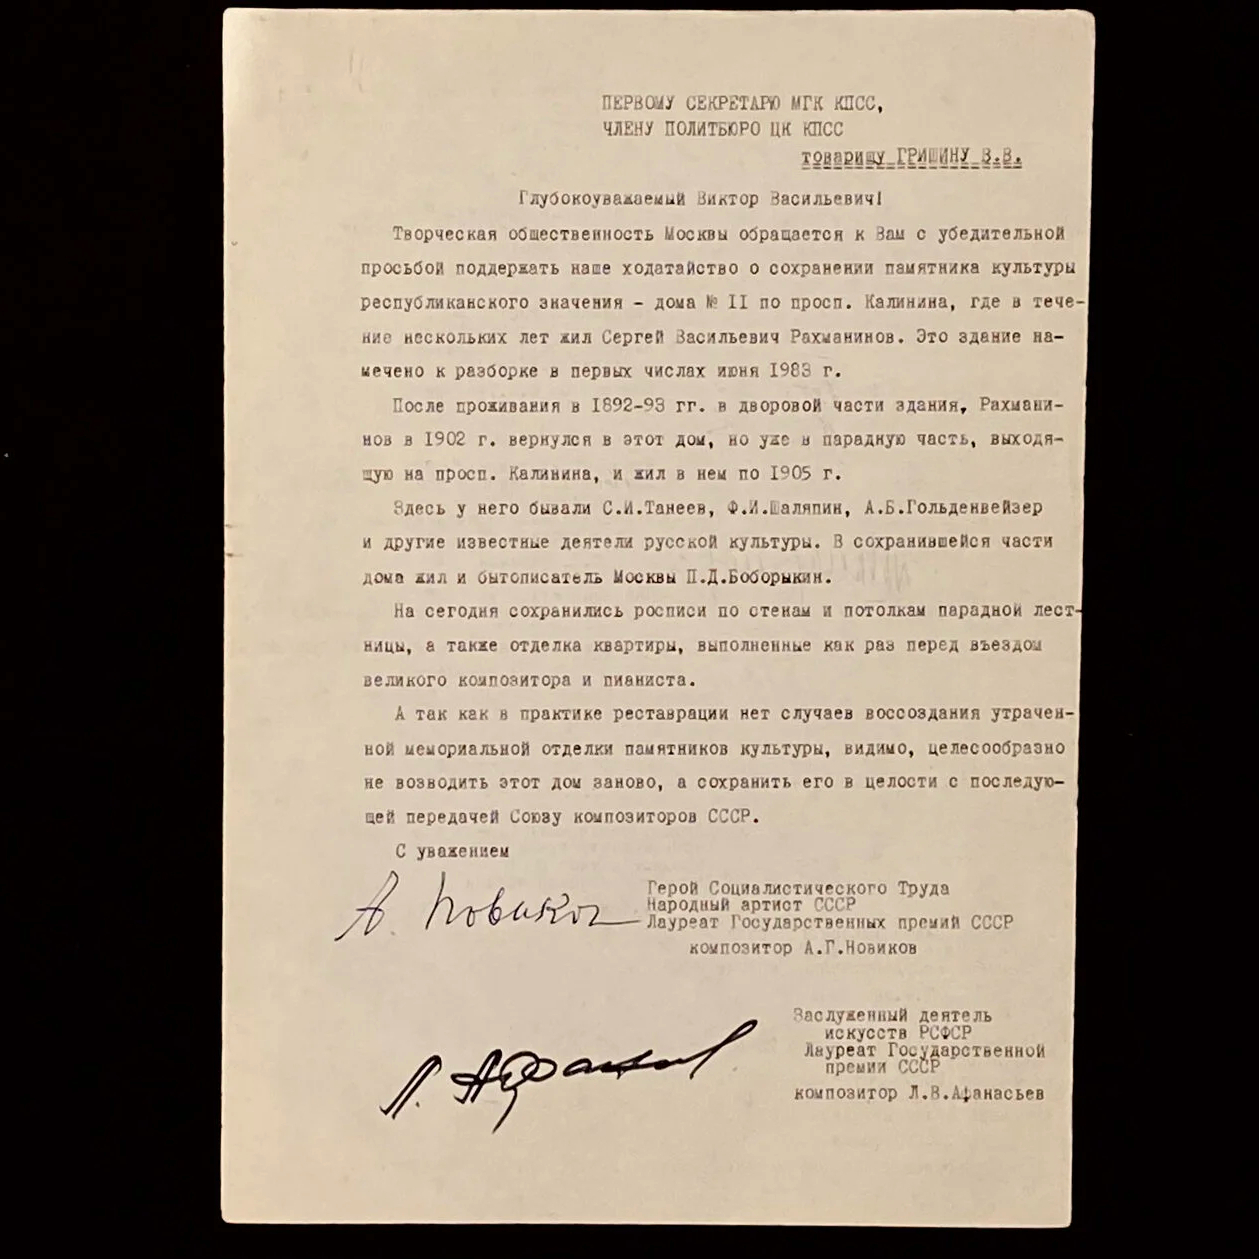 ПЕРВОМУ СЕКРЕТАРЮ МГК КПСС,
ЧЛЕНУ ПОЛИТБЮРО ЦК КПСС
товарищу ГРИШИНУ В.В.
Глубокоуважаемый Виктор Васильевич!
Творческая общественность Москвы обращается к Вам с убедительной
просьбой поддержать наше ходатайство о сохранении памятника культуры
республиканского значения - дома № II по просп. Калинина, где в тече-
ние нескольких лет жил Сергей Васильевич Рахманинов. Это здание на-
мечено к разборке в первых числах июня 1983 г.
После проживания в 1892-93 гг. в дворовой части здания, Рахмани-
нов в 1902 г. вернулся в этот дом, но уже в парадную часть, выходя-
щую на просп. Калинина, и жил в нем по 1905 г.
Здесь у него бывали С.И.Танеев, Ф.И.Шаляпин, А.Б.Гольденвейзер
и другие известные деятели русской культуры. В сохранившейся части
дома жил и бытописатель Москвы П.Д.Боборыкин.
На сегодня сохранились росписи по стенам и потолкам парадной лест-
ницы, а также отделка квартиры, выполненные как раз перед въездом
великого композитора и пианиста.
А так как в практике реставрации нет случаев воссоздания утрачен-
ной мемориальной отделки памятников культуры, видимо, целесообразно
не возводить этот дом заново, а сохранить его в целости с последую-
щей передачей Союзу композиторов СССР.
С уважением
А. Новиков
Герой Социалистического Труда
Народный артист СССР
Лауреат Государственных премий СССР
композитор А.Г.Новиков
Л. Афанасьев
Заслуженный деятель
искусств РСФСР
Лауреат Государственной
премии СССР
композитор Л.В.Афанасьев